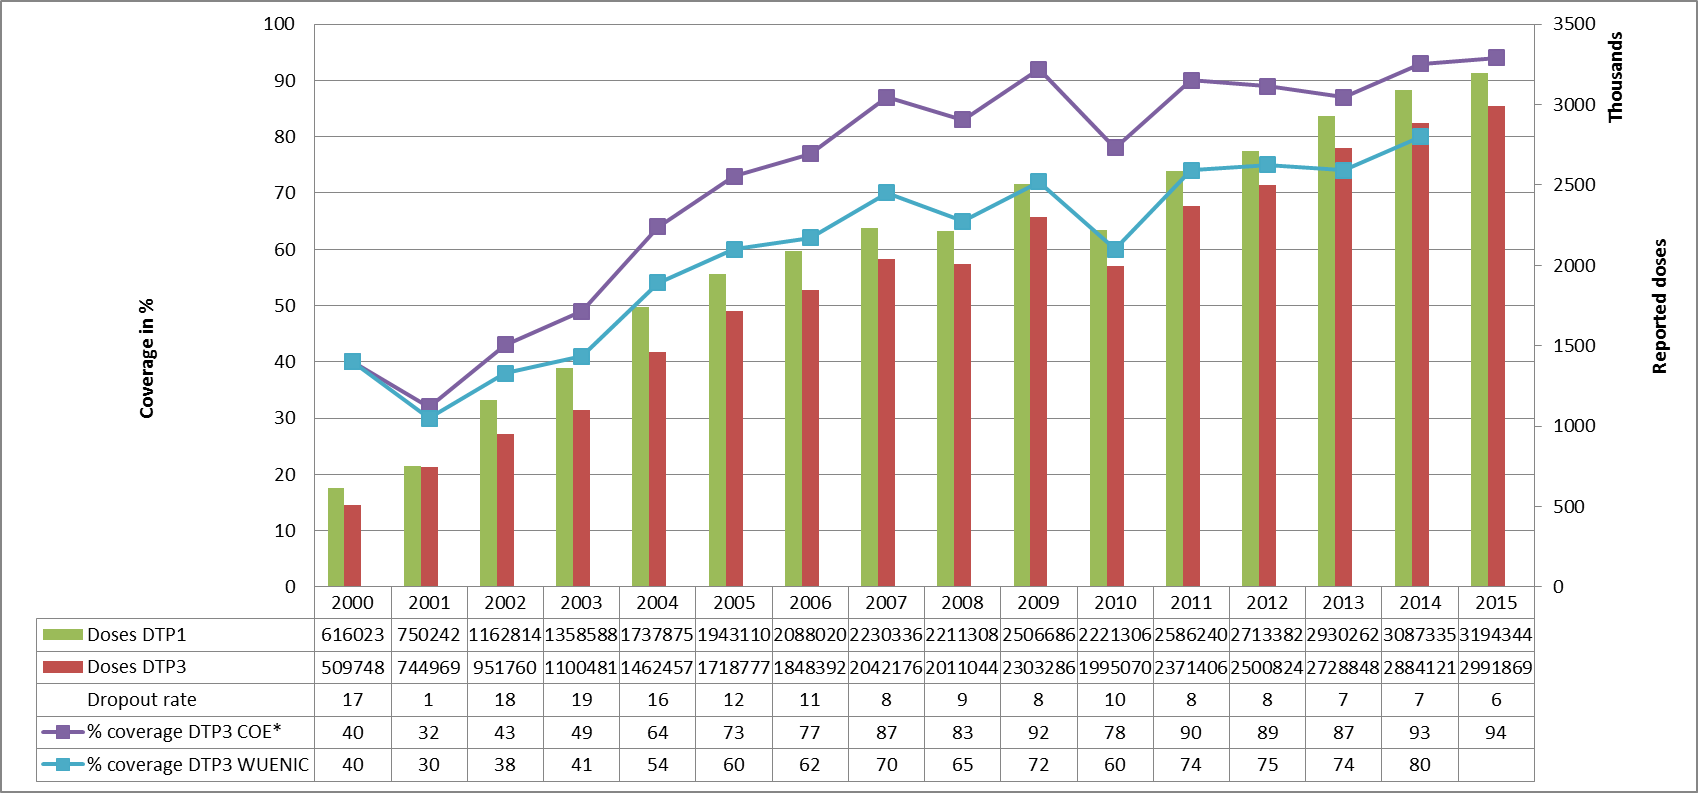 100
90
80
70
60
50
40
30
20
10
0
Coverage in %
3500
3000
2500
2000
1500
1000
500
0
Thousands
Reported doses
2000 2001 2002 2003 2004 2005 2006 2007 2008 2009 2010 2011 2012 2013 2014 2015
Doses DTP1 616023 750242 1162814 1358588 1737875 1943110 2088020 2230336 2211308 2506686 2221306 2586240 2713382 2930262 3087335 3194344
Doses DTP3 509748 744969 951760 1100481 1462457 1718777 1848392 2042176 2011044 2303286 1995070 2371406 2500824 2728848 2884121 2991869
Dropout rate 17 1 18 19 16 12 11 8 9 8 10 8 8 7 7 6
% coverage DTP3 COE* 40 32 43 49 64 73 77 87 83 92 78 90 89 87 93 94
% coverage DTP3 WUENIC 40 30 38 41 54 60 62 70 65 72 60 74 75 74 80